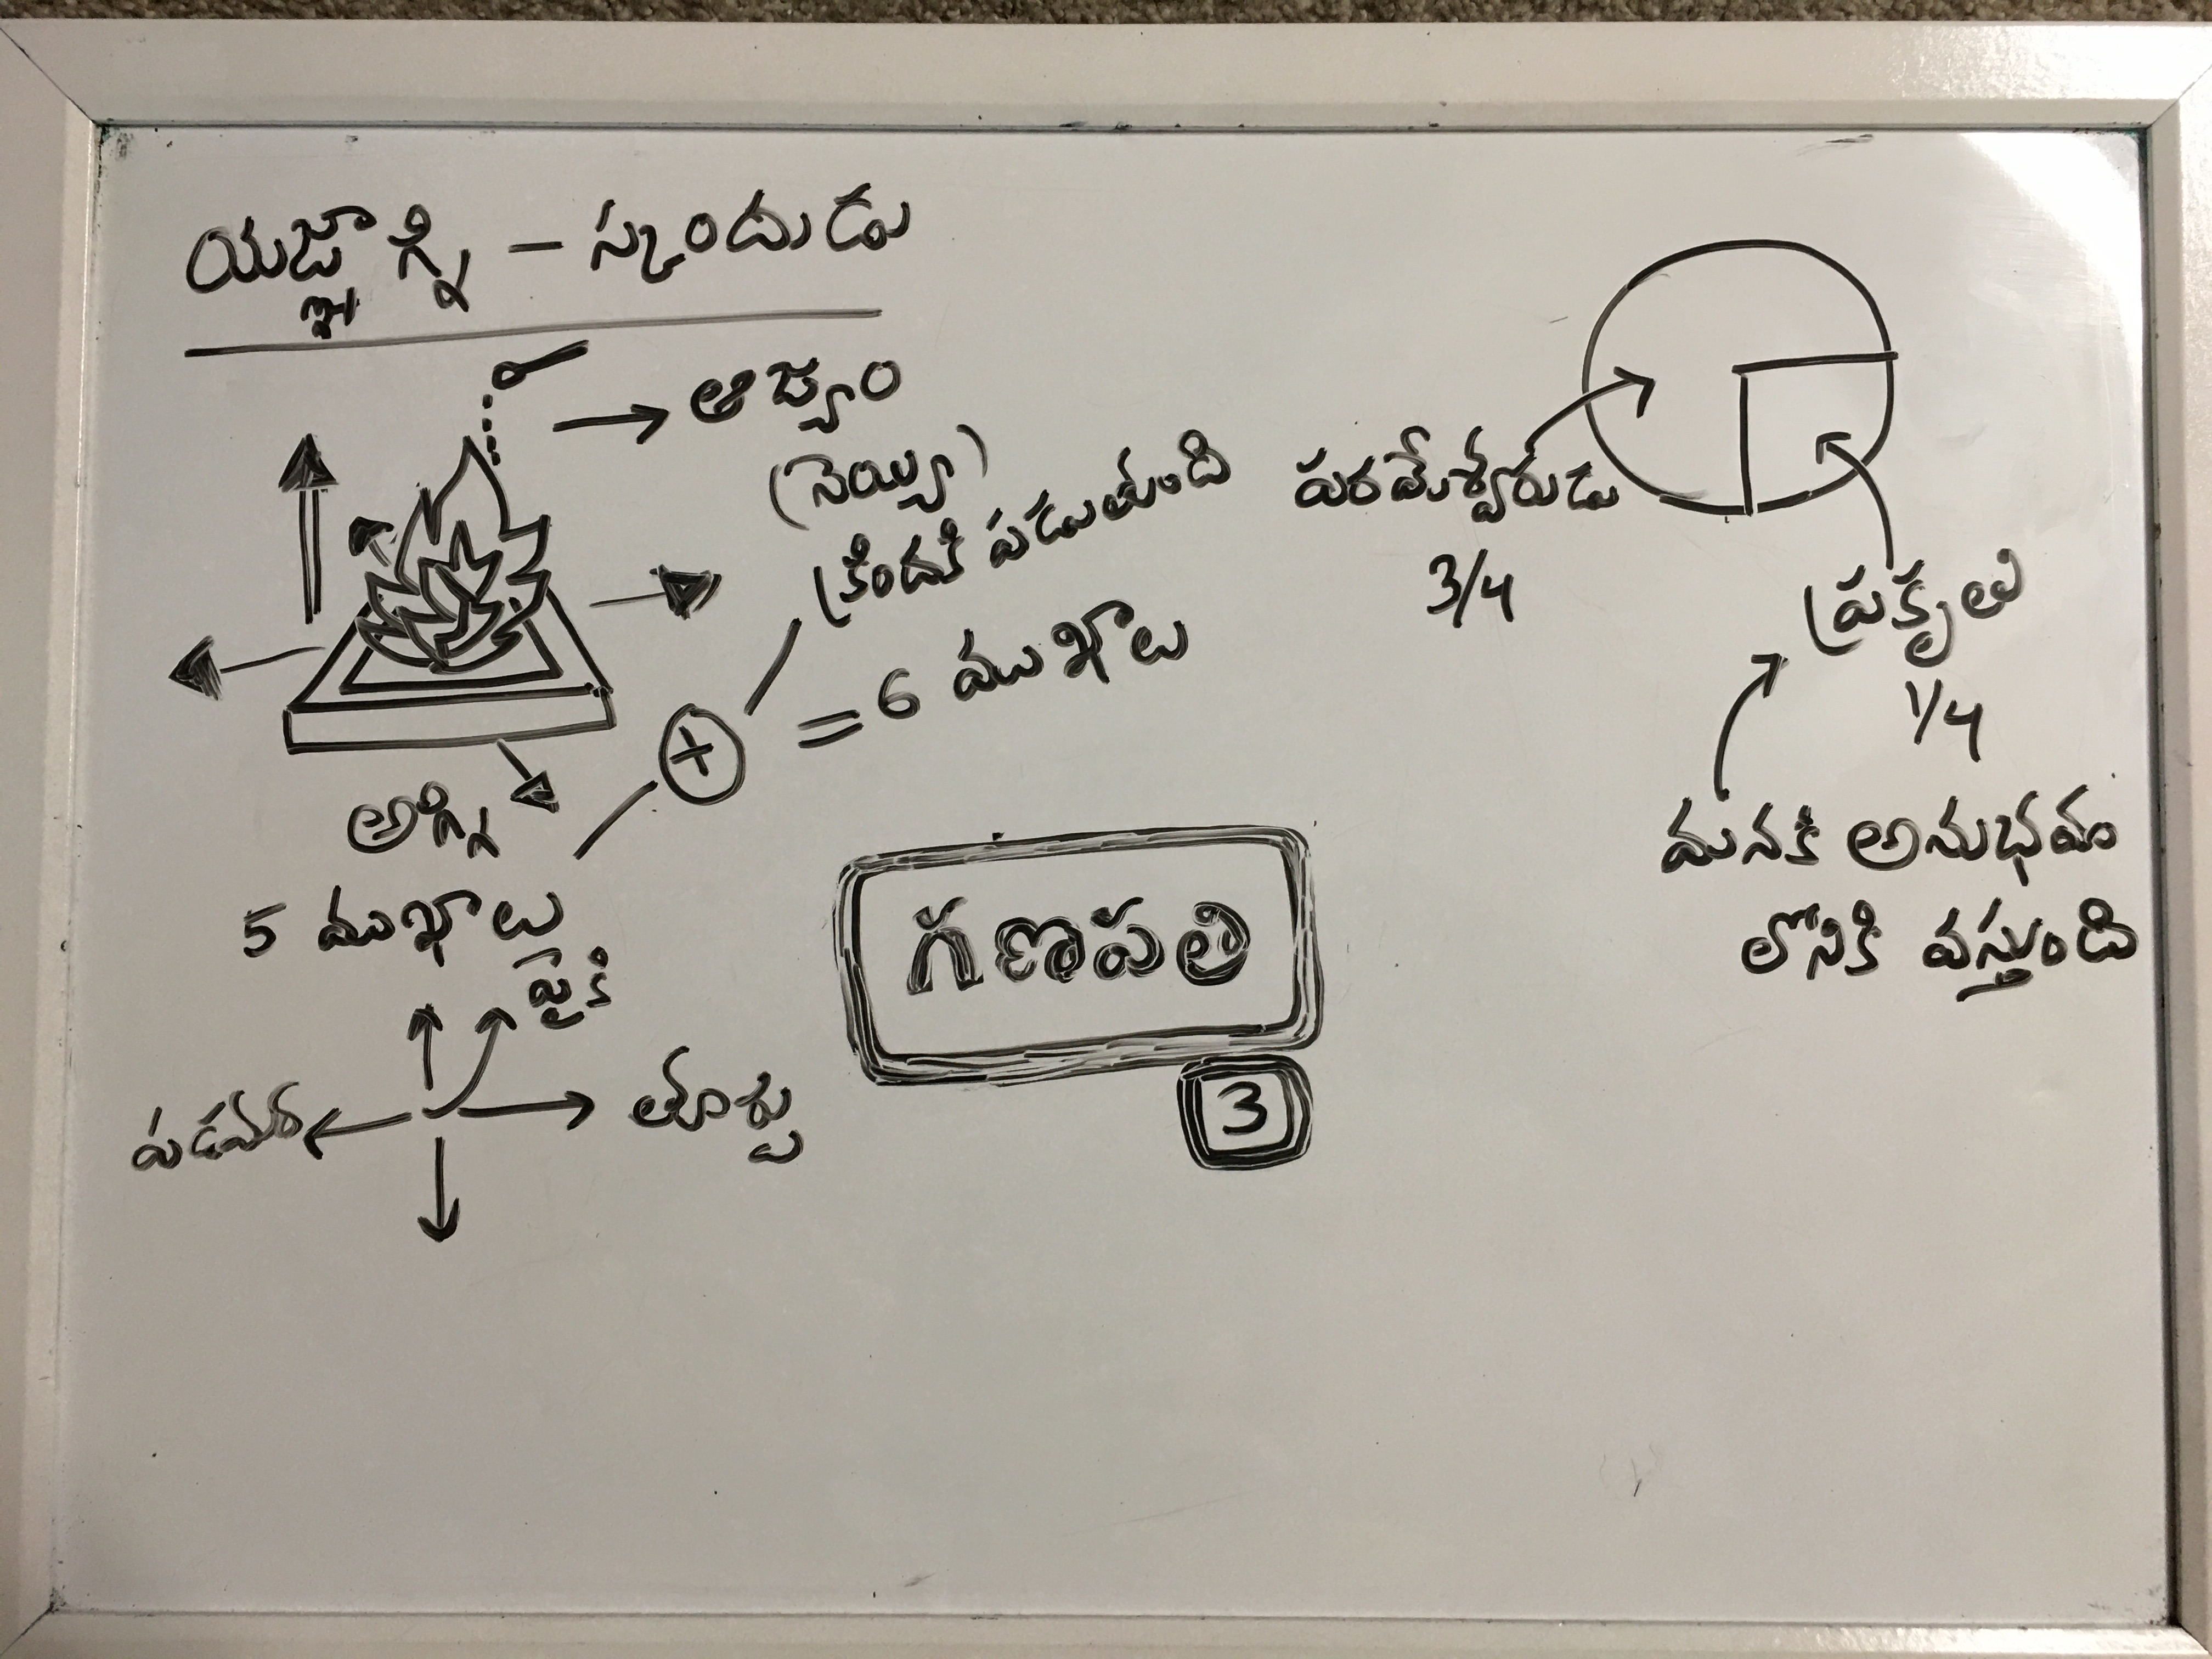 యజ్ఞాగ్ని - స్కందుడు
ఆజ్యం
(నెయ్యి)
క్రిందకి పడుతుంది
+
= 6 ముఖాలు
అగ్ని
5 ముఖాలు
పైకి
పడమర
తూర్పు
గణపతి
3
పరమేశ్వరుడు
3/4
ప్రకృతి
1/4
మనకి అనుభవం
లోనికి వస్తుంది